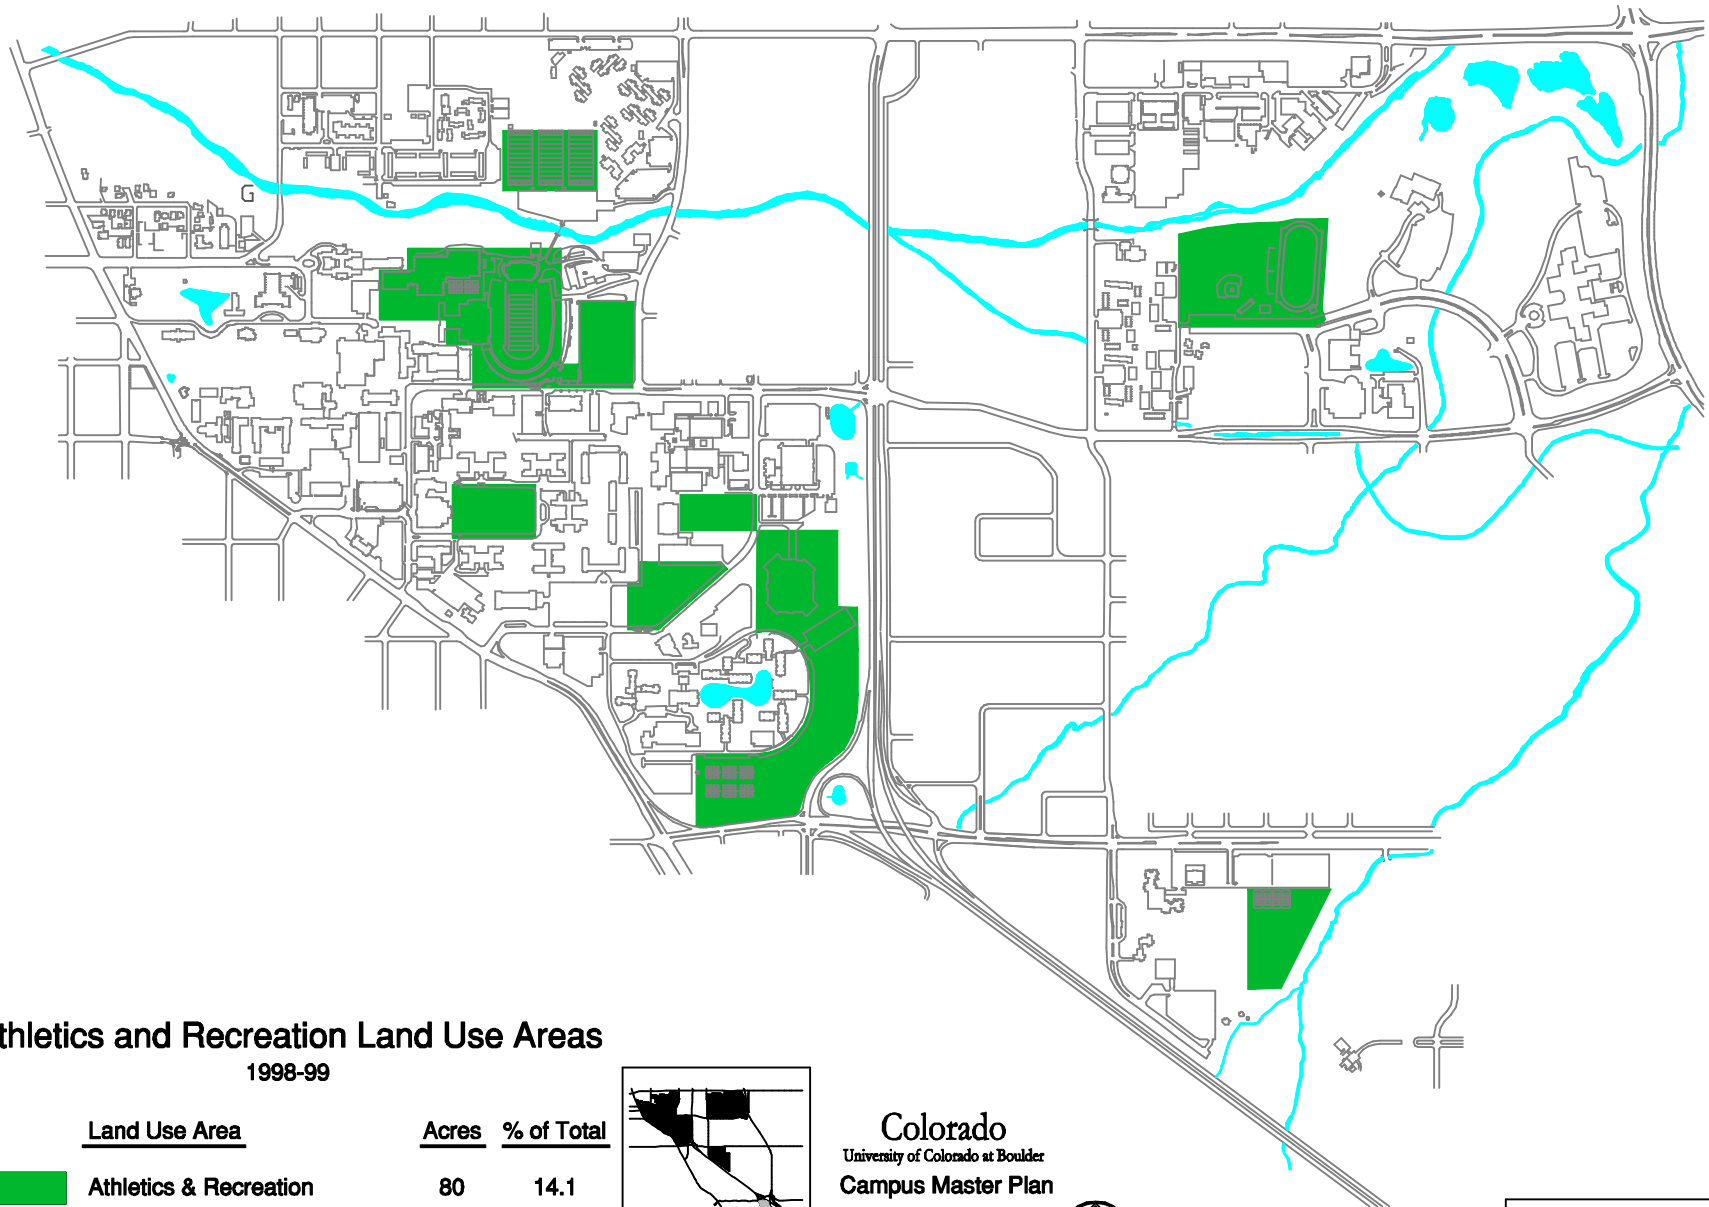 G
thletics and Recreation Land Use Areas
1998-99
Land Use Area Acres % of Total
Athletics & Recreation 80 14.1
Colorado
University of Colorado at Boulder
Campus Master Plan